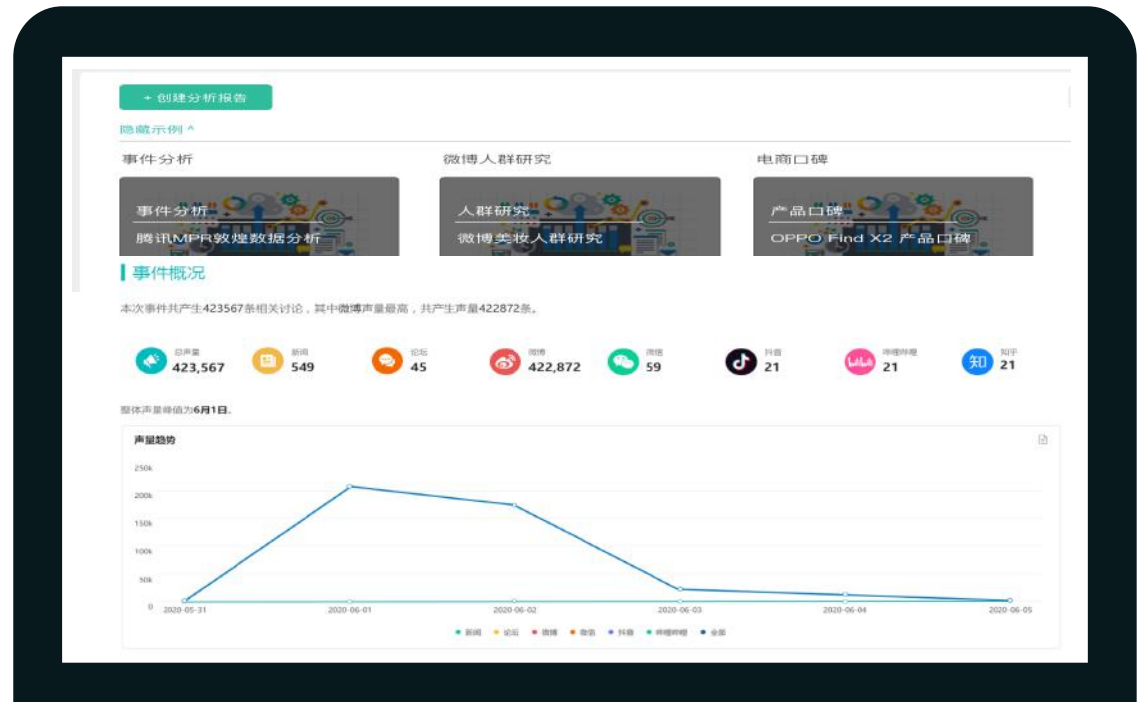 + 创建分析报告
隐藏示例 ^
事件分析 微博人群研究 电商口碑
事件分析 人群研究 产品口碑
腾讯MPR敦煌数据分析 微博美妆人群研究 OPPO Find X2 产品口碑
事件概况
本次事件共产生423567条相关讨论，其中微博声量最高，共产生声量422872条。
总声量 新闻 论坛 微博 微信 抖音 哔哩哔哩 知乎
423,567 549 45 422,872 59 21 21 21
知
整体声量峰值为6月1日。
声量趋势
250k
200k
150k
100k
50k
0
2020-05-31 2020-06-01 2020-06-02 2020-06-03 2020-06-04 2020-06-05
新闻 论坛 微博 微信 抖音 哔哩哔哩 全部